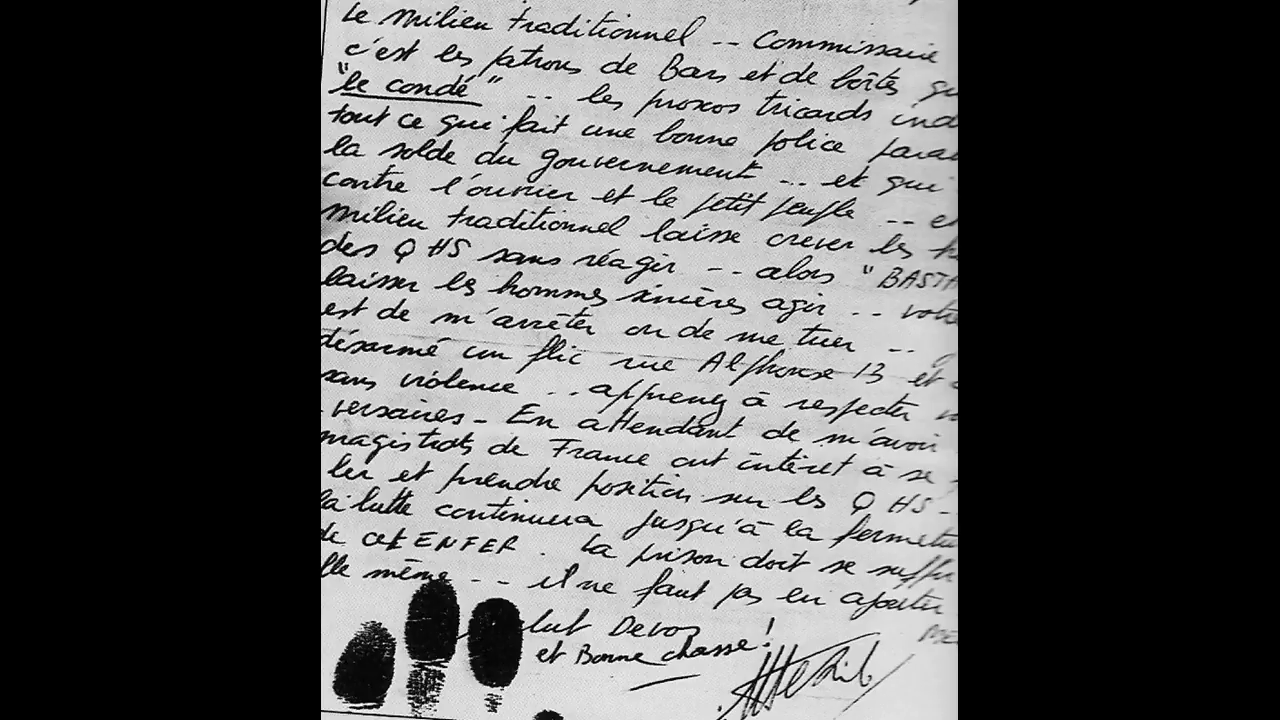 le milieu traditionnel -- Commissaire
c'est les patrons de Bars et de boîtes
"le condé" -- les proxos tricards
tout ce qui fait une bonne police
la solde du gouvernement -- et qui
contre l'ouvrier et le petit peuple --
milieu traditionnel laisse crever les
des QHS sans réagir -- alors "BASTA
laisser les hommes sincères agir --
est de m'arrêter ou de me tuer --
désarmé un flic rue Alphonse 13 et
sans violence -- apprenez à respecter
-versaires - En attendant de m'avoir
magistrats de France ont intérêt à se
ler et prendre position sur les QHS -
la lutte continuera jusqu'à la
de cet ENFER. la prison doit se
lle même -- il ne faut pas en ajouter
lut Devos
et Bonne chasse!